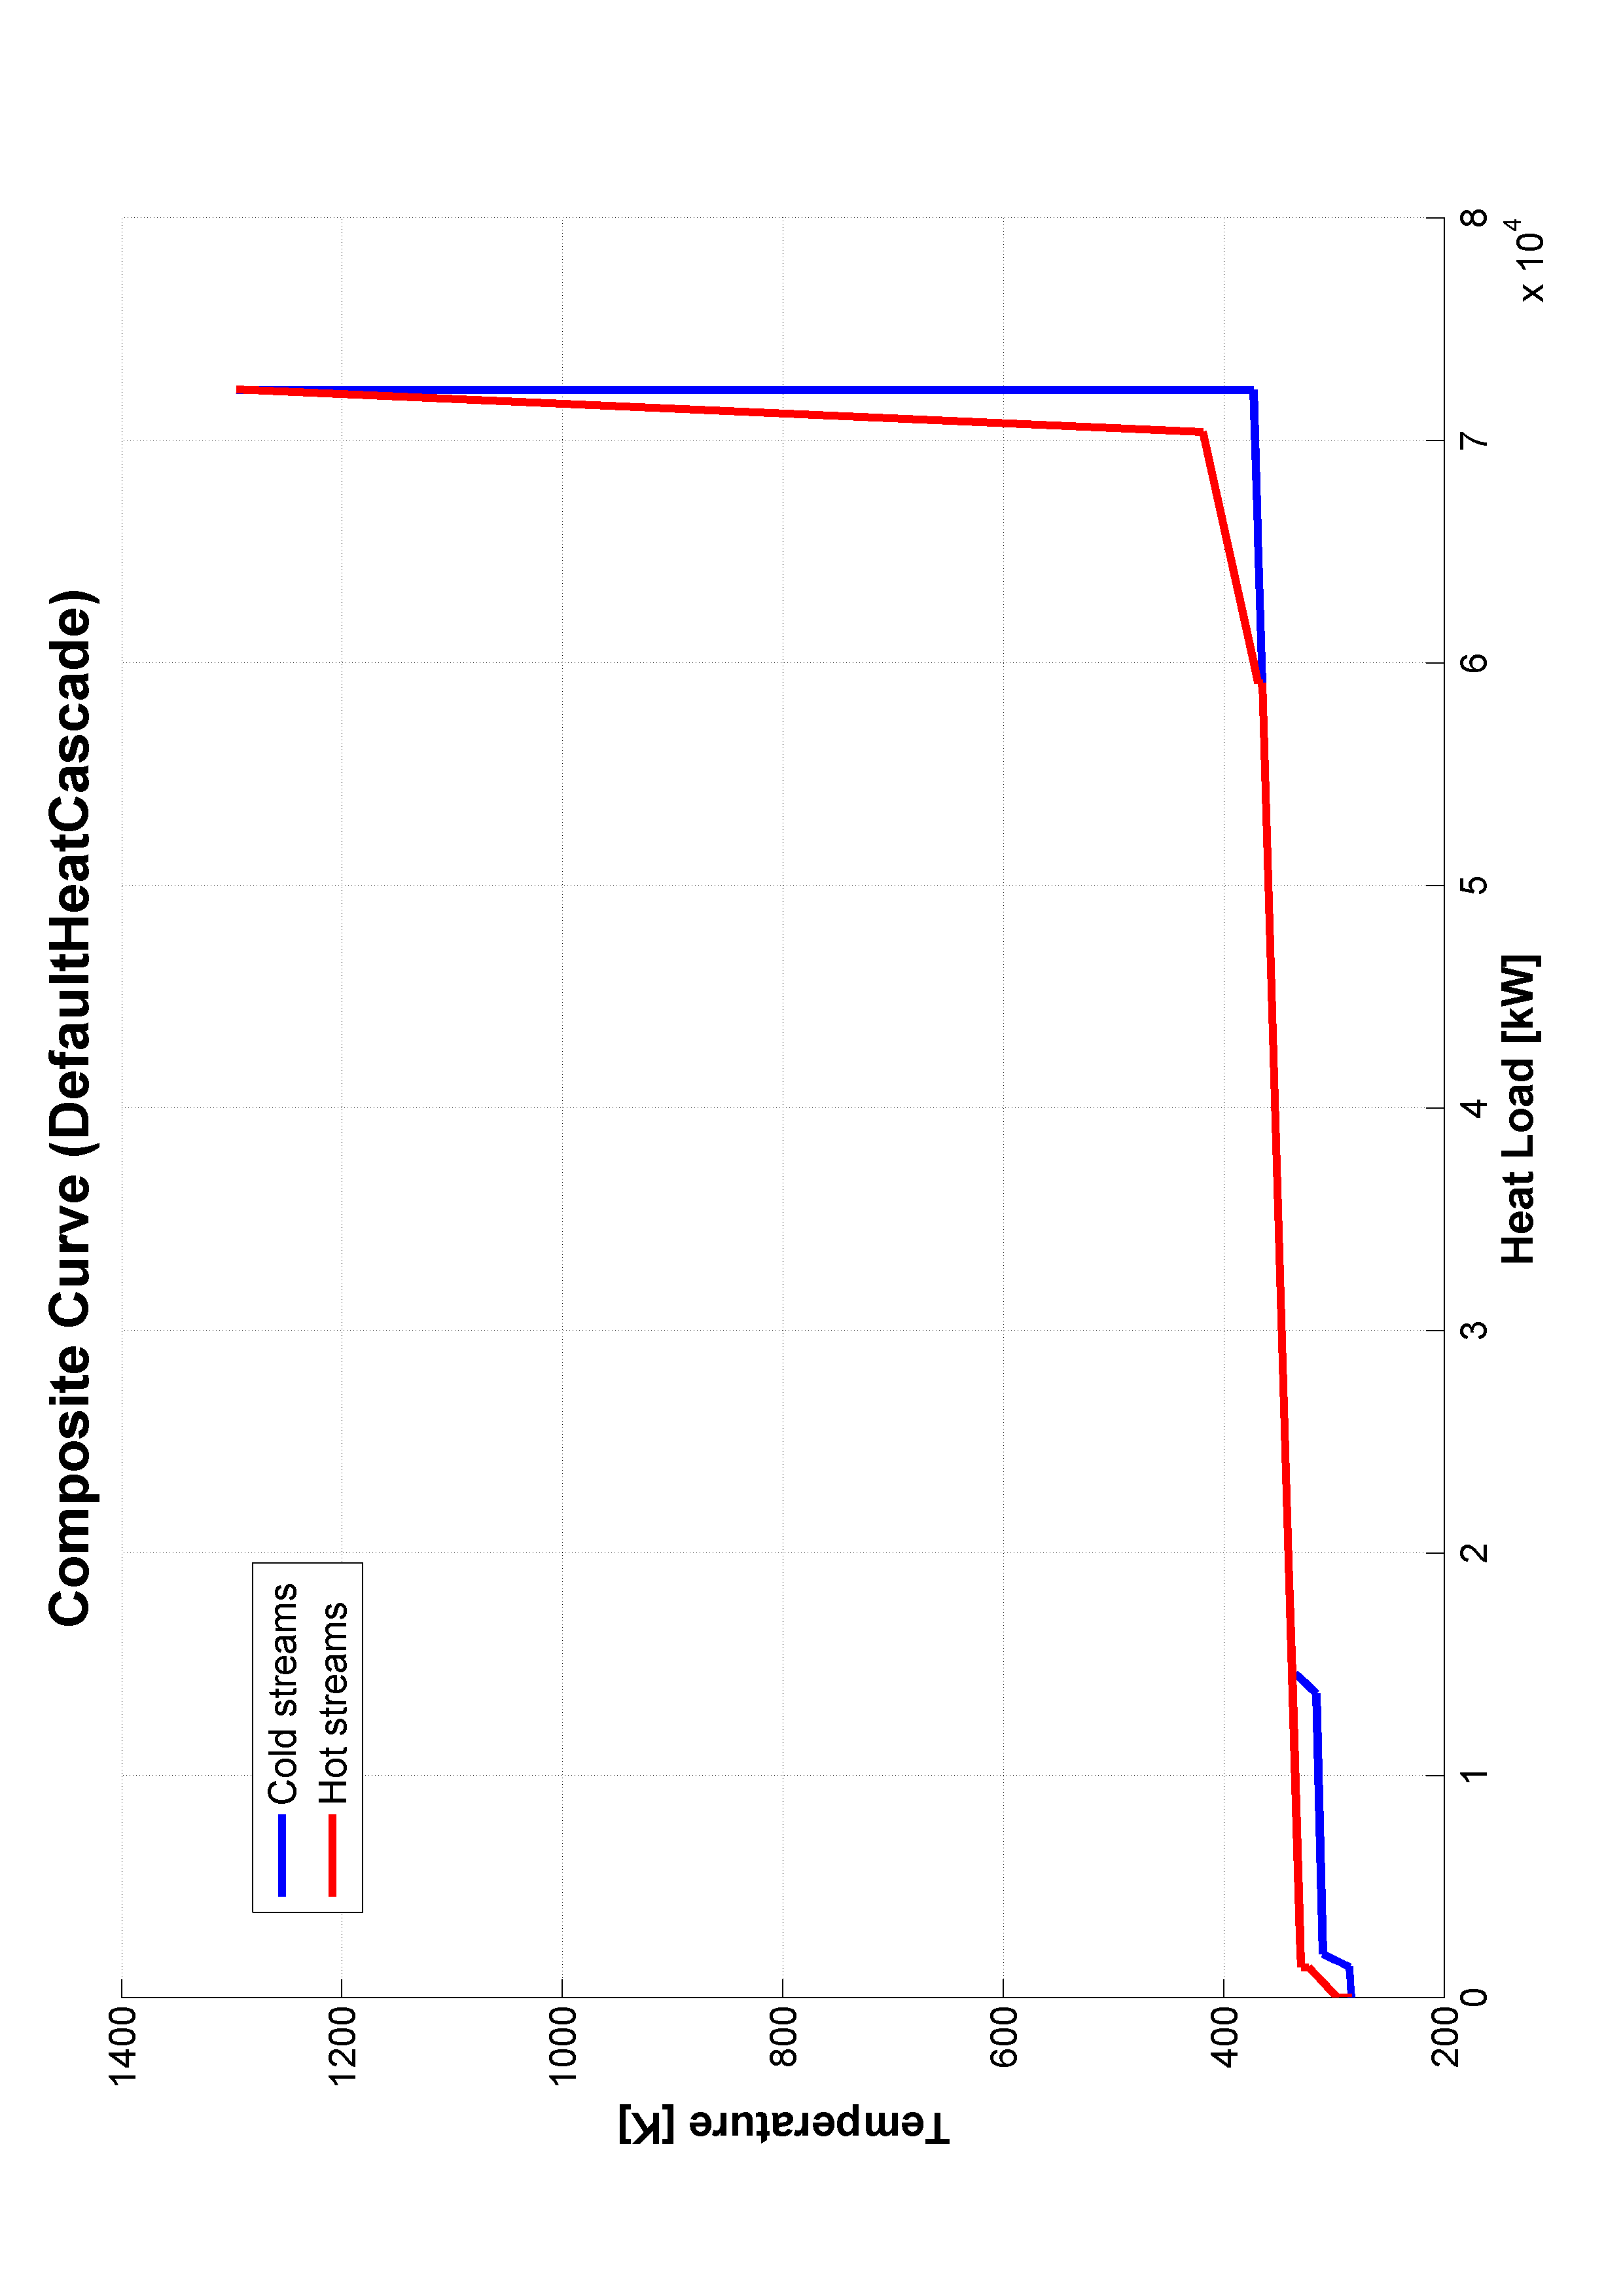 Composite Curve (DefaultHeatCascade)
Cold streams
Hot streams
Temperature [K]
1400
1200
1000
800
600
400
200
0 1 2 3 4 5 6 7 8
x 10^4
Heat Load [kW]